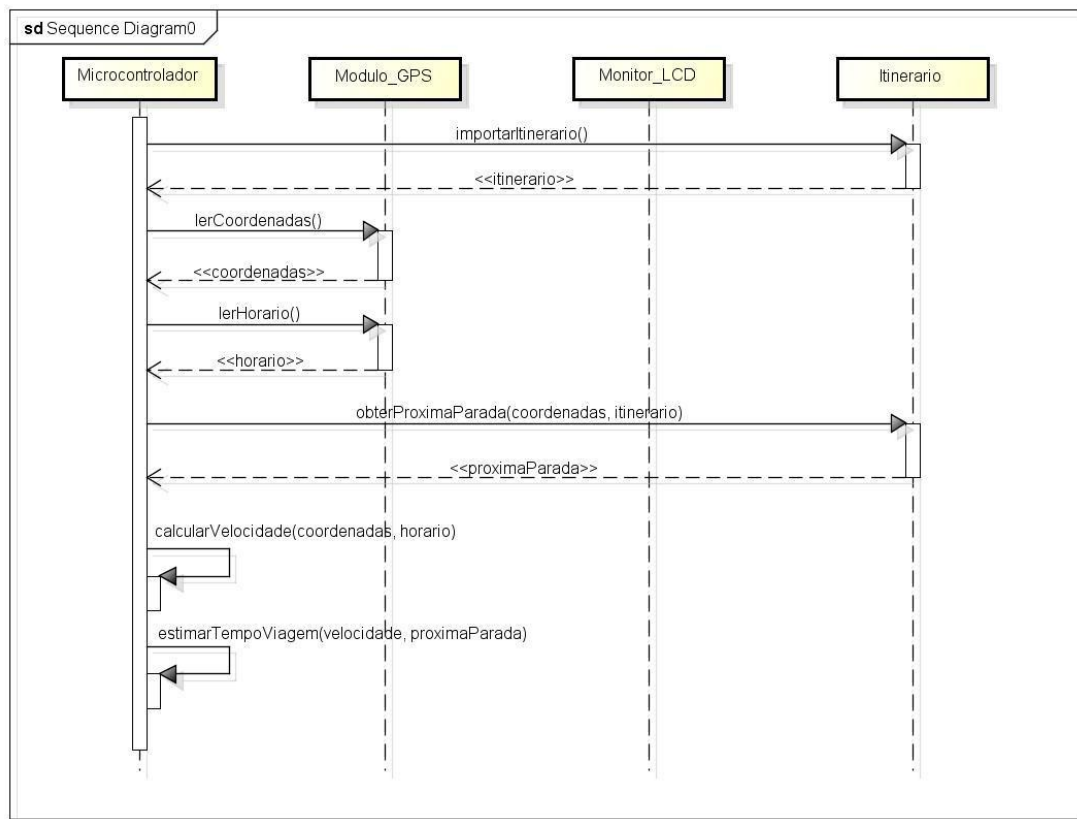 sd Sequence Diagram0
Microcontrolador
Modulo_GPS
Monitor_LCD
Itinerario
importarItinerario()
<<itinerario>>
lerCoordenadas()
<<coordenadas>>
lerHorario()
<<horario>>
obterProximaParada(coordenadas, itinerario)
<<proximaParada>>
calcularVelocidade(coordenadas, horario)
estimarTempoViagem(velocidade, proximaParada)